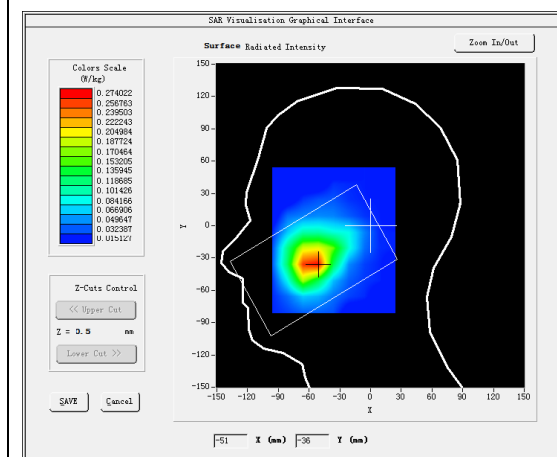 SAR Visualisation Graphical Interface
Surface Radiated Intensity
Zoom In/Out
Colors Scale
(W/kg)
0.274022
0.256763
0.239503
0.222243
0.204984
0.187724
0.170464
0.153205
0.135945
0.118685
0.101426
0.084166
0.066906
0.049647
0.032387
0.015127
Z-Cuts Control
<< Upper Cut
Z = 0.5 mm
Lower Cut >>
SAVE Cancel
150
120
90
60
30
0
-30
-60
-90
-120
-150
Y
-150 -120 -90 -60 -30 0 30 60 90 120 150
X
-51 X (mm) -36 Y (mm)